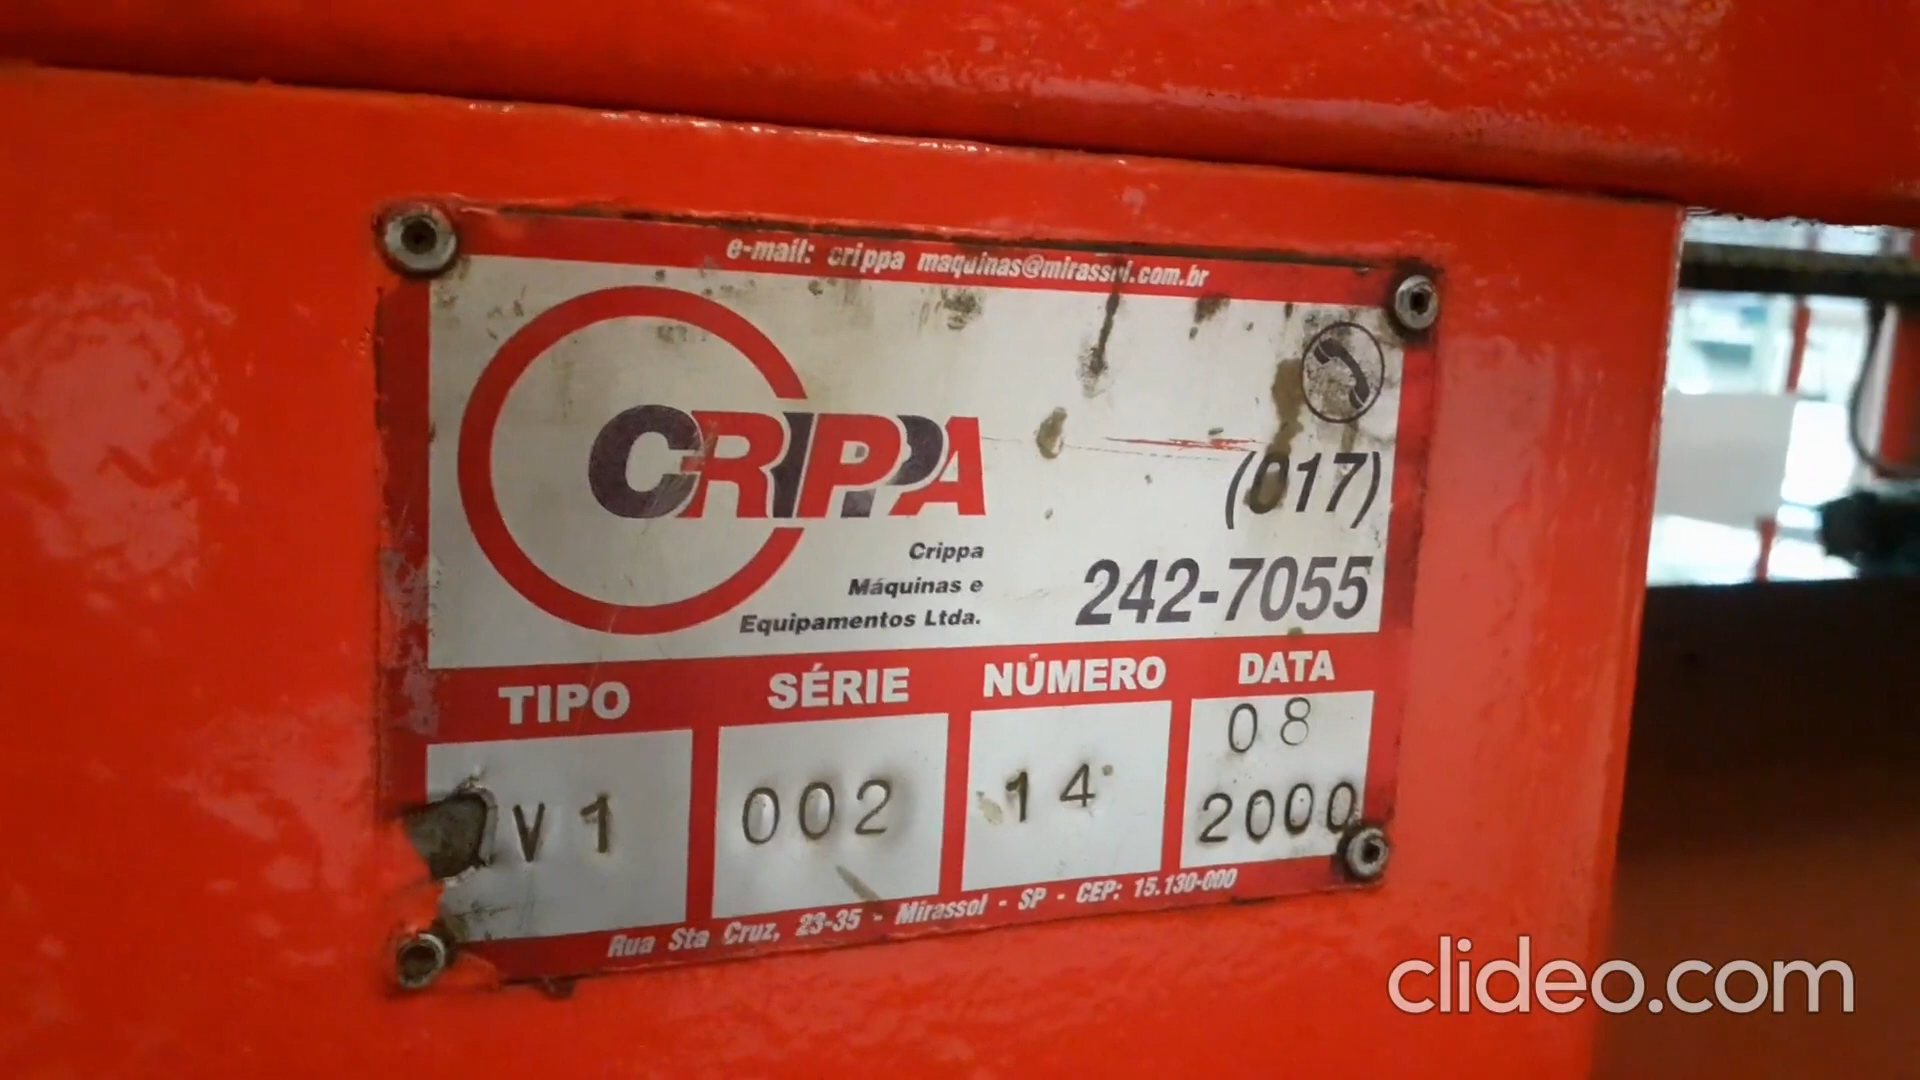 e-mail: crippa maquinas@mirassol.com.br
CRIPPA
Crippa
Máquinas e
Equipamentos Ltda.
(017)
242-7055
TIPO SÉRIE NÚMERO DATA
V1 002 14 08
2000
Rua Sta Cruz, 23-35 - Mirassol - SP - CEP: 15.130-000
clideo.com